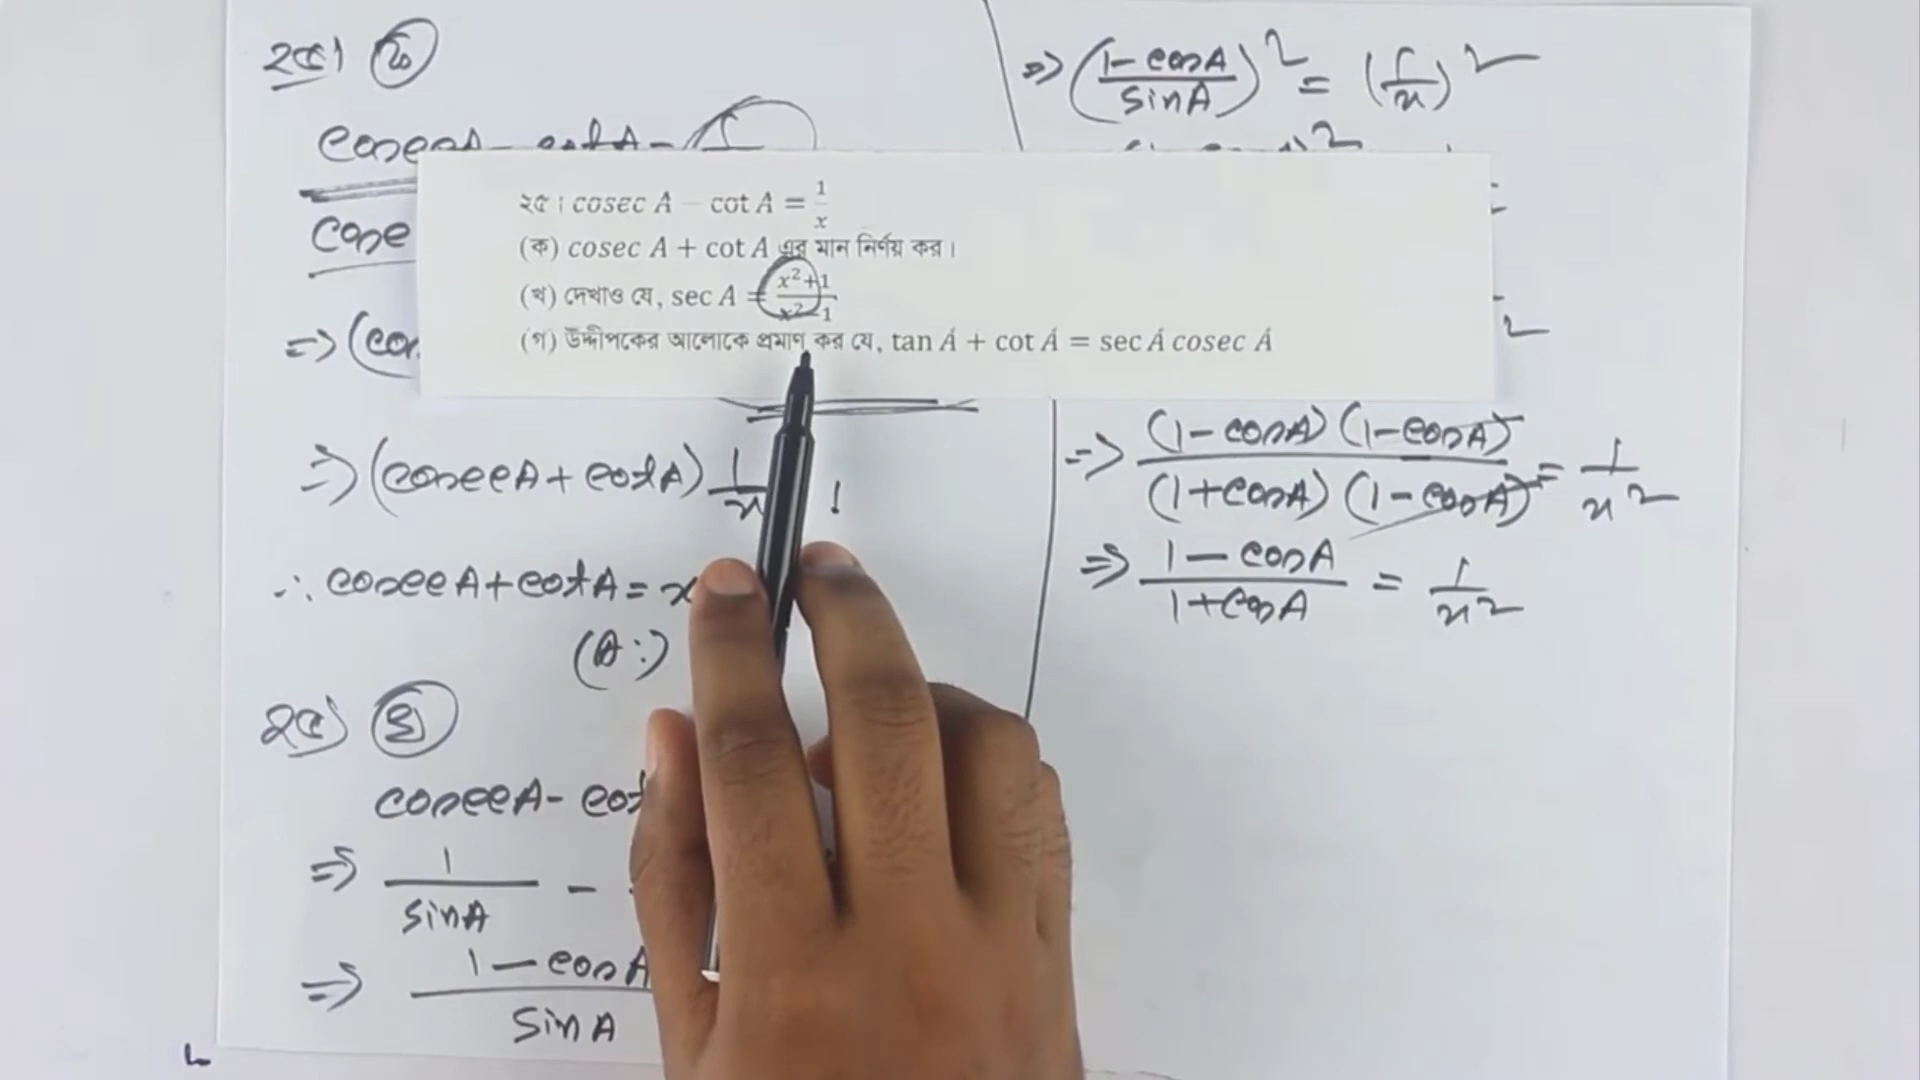 ২৫। (ক)
cosecA - cotA =
২৫। cosec A − cot A = 1/x
(ক) cosec A + cot A এর মান নির্ণয় কর।
(খ) দেখাও যে, sec A = x²+1/x²−1
(গ) উদ্দীপকের আলোকে প্রমাণ কর যে, tan A + cot A = sec A cosec A
⇒ (cosecA + cotA) 1/x
∴ cosecA + cotA = x
(A:)
২৫) (খ)
cosecA - cot
⇒ 1/sinA -
⇒ 1 - cosA/sinA
⇒ (1 - cosA/sinA)² = (1/x)²
⇒ (1 - cosA)(1 - cosA)/(1 + cosA)(1 - cosA) = 1/x²
⇒ 1 - cosA/1 + cosA = 1/x²